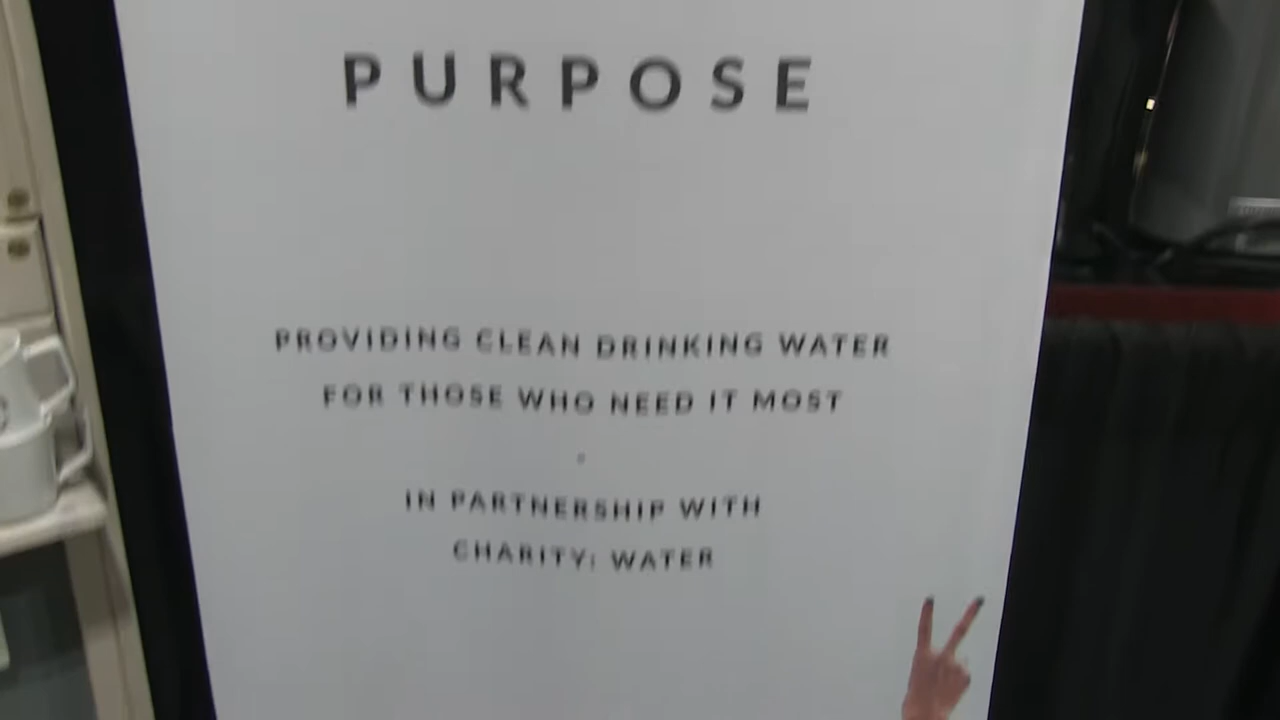 PURPOSE
PROVIDING CLEAN DRINKING WATER
FOR THOSE WHO NEED IT MOST
IN PARTNERSHIP WITH
CHARITY: WATER